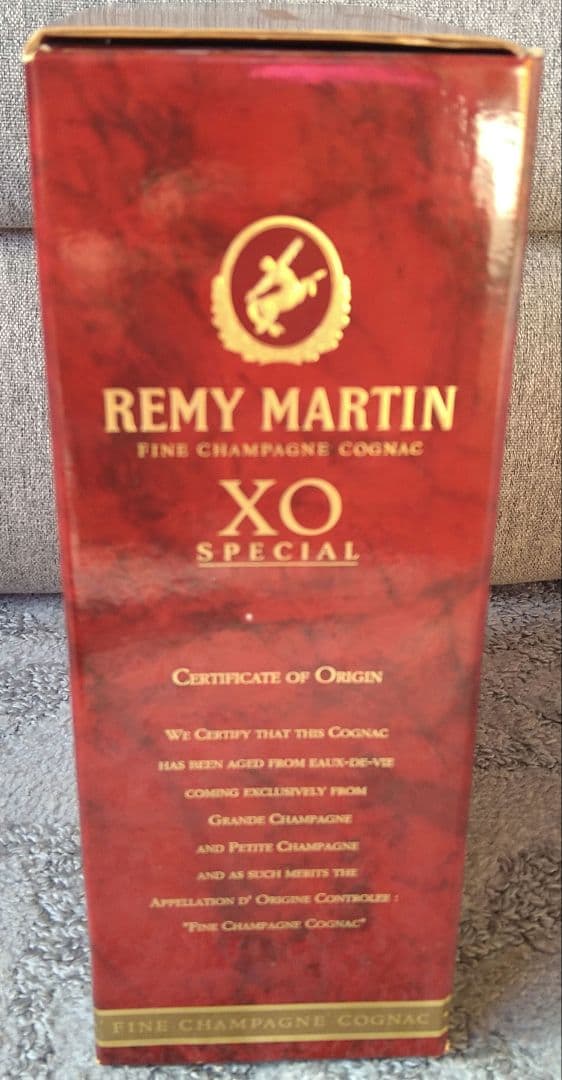 REMY MARTIN
FINE CHAMPAGNE COGNAC
XO
SPECIAL
CERTIFICATE OF ORIGIN
WE CERTIFY THAT THIS COGNAC
HAS BEEN AGED FROM EAUX-DE-VIE
COMING EXCLUSIVELY FROM
GRANDE CHAMPAGNE
AND PETITE CHAMPAGNE
AND AS SUCH MERITS THE
APPELLATION D' ORIGINE CONTROLEE :
"FINE CHAMPAGNE COGNAC"
FINE CHAMPAGNE COGNAC